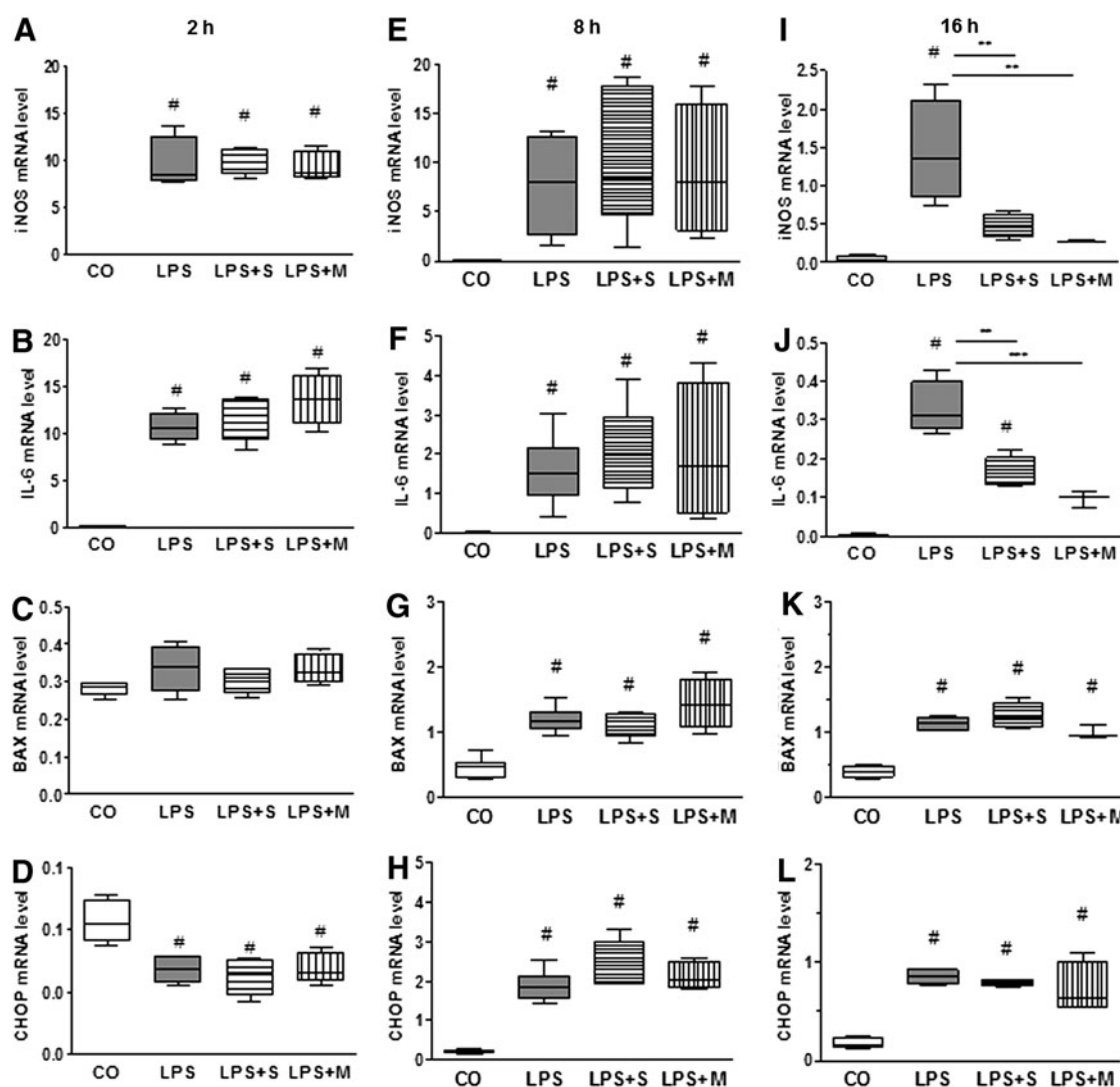 A 2 h
iNOS mRNA level
20
15
10
5
0
#
#
#
CO LPS LPS+S LPS+M
E 8 h
iNOS mRNA level
20
15
10
5
0
#
#
#
CO LPS LPS+S LPS+M
I 16 h
iNOS mRNA level
2.5
2.0
1.5
1.0
0.5
0.0
#
**
**
CO LPS LPS+S LPS+M
B
IL-6 mRNA level
20
15
10
5
0
#
#
#
CO LPS LPS+S LPS+M
F
IL-6 mRNA level
5
4
3
2
1
0
#
#
#
CO LPS LPS+S LPS+M
J
IL-6 mRNA level
0.5
0.4
0.3
0.2
0.1
0.0
#
**
***
#
CO LPS LPS+S LPS+M
C
BAX mRNA level
0.5
0.4
0.3
0.2
0.1
0.0
CO LPS LPS+S LPS+M
G
BAX mRNA level
3
2
1
0
#
#
#
CO LPS LPS+S LPS+M
K
BAX mRNA level
3
2
1
0
#
#
#
CO LPS LPS+S LPS+M
D
CHOP mRNA level
0.1
0.1
0.0
0.0
#
#
#
CO LPS LPS+S LPS+M
H
CHOP mRNA level
5
4
3
2
1
0
#
#
#
CO LPS LPS+S LPS+M
L
CHOP mRNA level
2
1
0
#
#
#
CO LPS LPS+S LPS+M